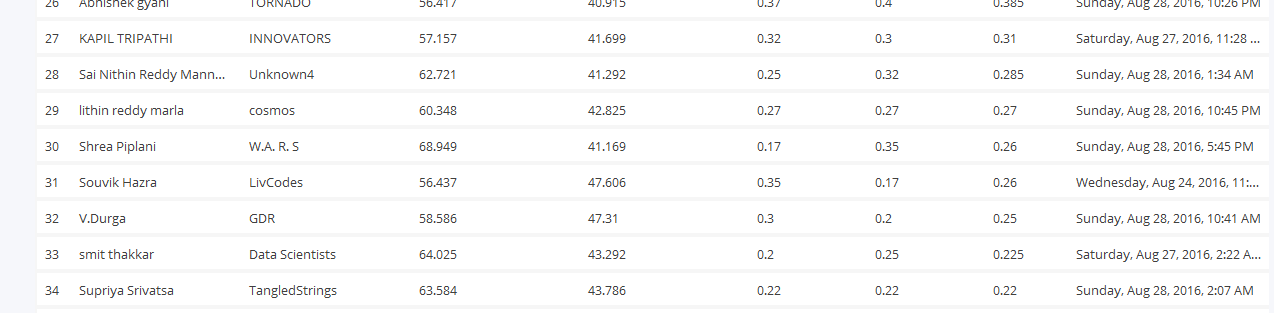 26 Abhishek gyani TORNADO 56.417 40.915 0.37 0.4 0.385 Sunday, Aug 28, 2016, 10:26 PM
27 KAPIL TRIPATHI INNOVATORS 57.157 41.699 0.32 0.3 0.31 Saturday, Aug 27, 2016, 11:28 ...
28 Sai Nithin Reddy Mann... Unknown4 62.721 41.292 0.25 0.32 0.285 Sunday, Aug 28, 2016, 1:34 AM
29 lithin reddy marla cosmos 60.348 42.825 0.27 0.27 0.27 Sunday, Aug 28, 2016, 10:45 PM
30 Shrea Piplani W.A. R. S 68.949 41.169 0.17 0.35 0.26 Sunday, Aug 28, 2016, 5:45 PM
31 Souvik Hazra LivCodes 56.437 47.606 0.35 0.17 0.26 Wednesday, Aug 24, 2016, 11:...
32 V.Durga GDR 58.586 47.31 0.3 0.2 0.25 Sunday, Aug 28, 2016, 10:41 AM
33 smit thakkar Data Scientists 64.025 43.292 0.2 0.25 0.225 Saturday, Aug 27, 2016, 2:22 A...
34 Supriya Srivatsa TangledStrings 63.584 43.786 0.22 0.22 0.22 Sunday, Aug 28, 2016, 2:07 AM